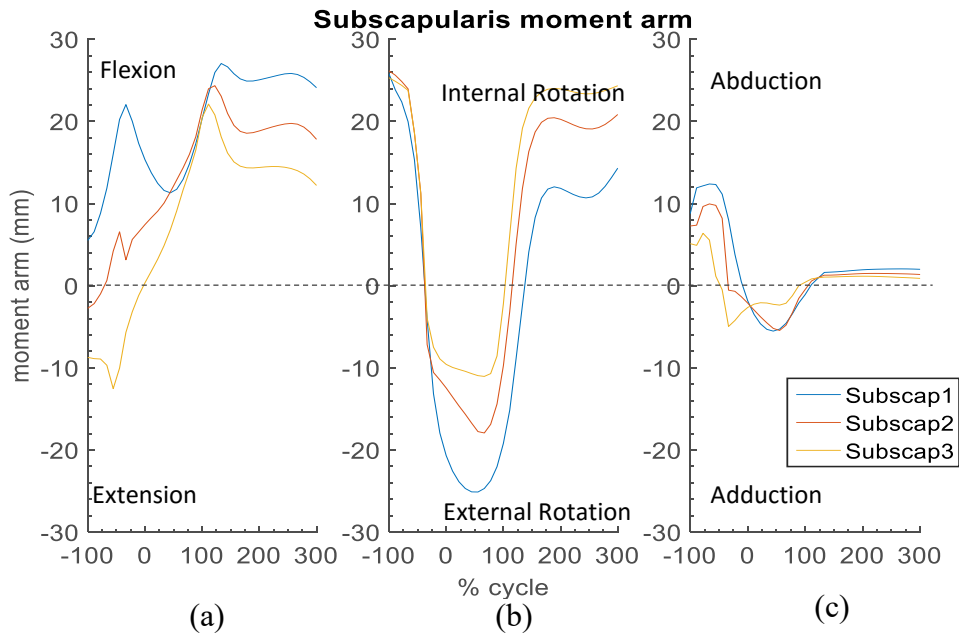 Subscapularis moment arm
30
20
10
0
-10
-20
-30
moment arm (mm)
Flexion
Extension
-100 0 100 200 300
(a)
30
20
10
0
-10
-20
-30
Internal Rotation
External Rotation
-100 0 100 200 300
% cycle
(b)
30
20
10
0
-10
-20
-30
Abduction
Subscap1
Subscap2
Subscap3
Adduction
-100 0 100 200 300
(c)